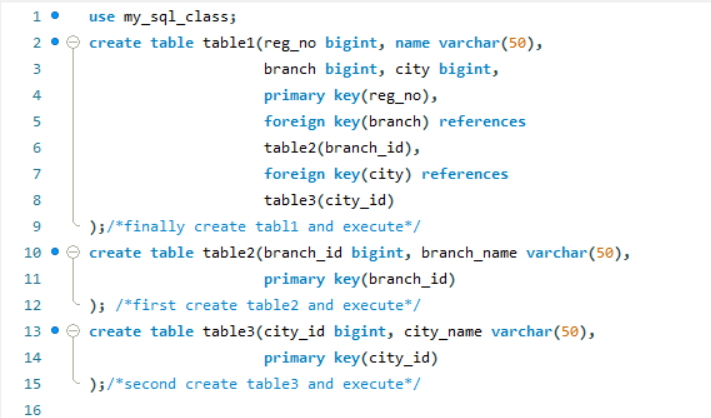 1 use my_sql_class;
2 create table table1(reg_no bigint, name varchar(50),
3 branch bigint, city bigint,
4 primary key(reg_no),
5 foreign key(branch) references
6 table2(branch_id),
7 foreign key(city) references
8 table3(city_id)
9 );/*finally create tabl1 and execute*/
10 create table table2(branch_id bigint, branch_name varchar(50),
11 primary key(branch_id)
12 ); /*first create table2 and execute*/
13 create table table3(city_id bigint, city_name varchar(50),
14 primary key(city_id)
15 );/*second create table3 and execute*/
16